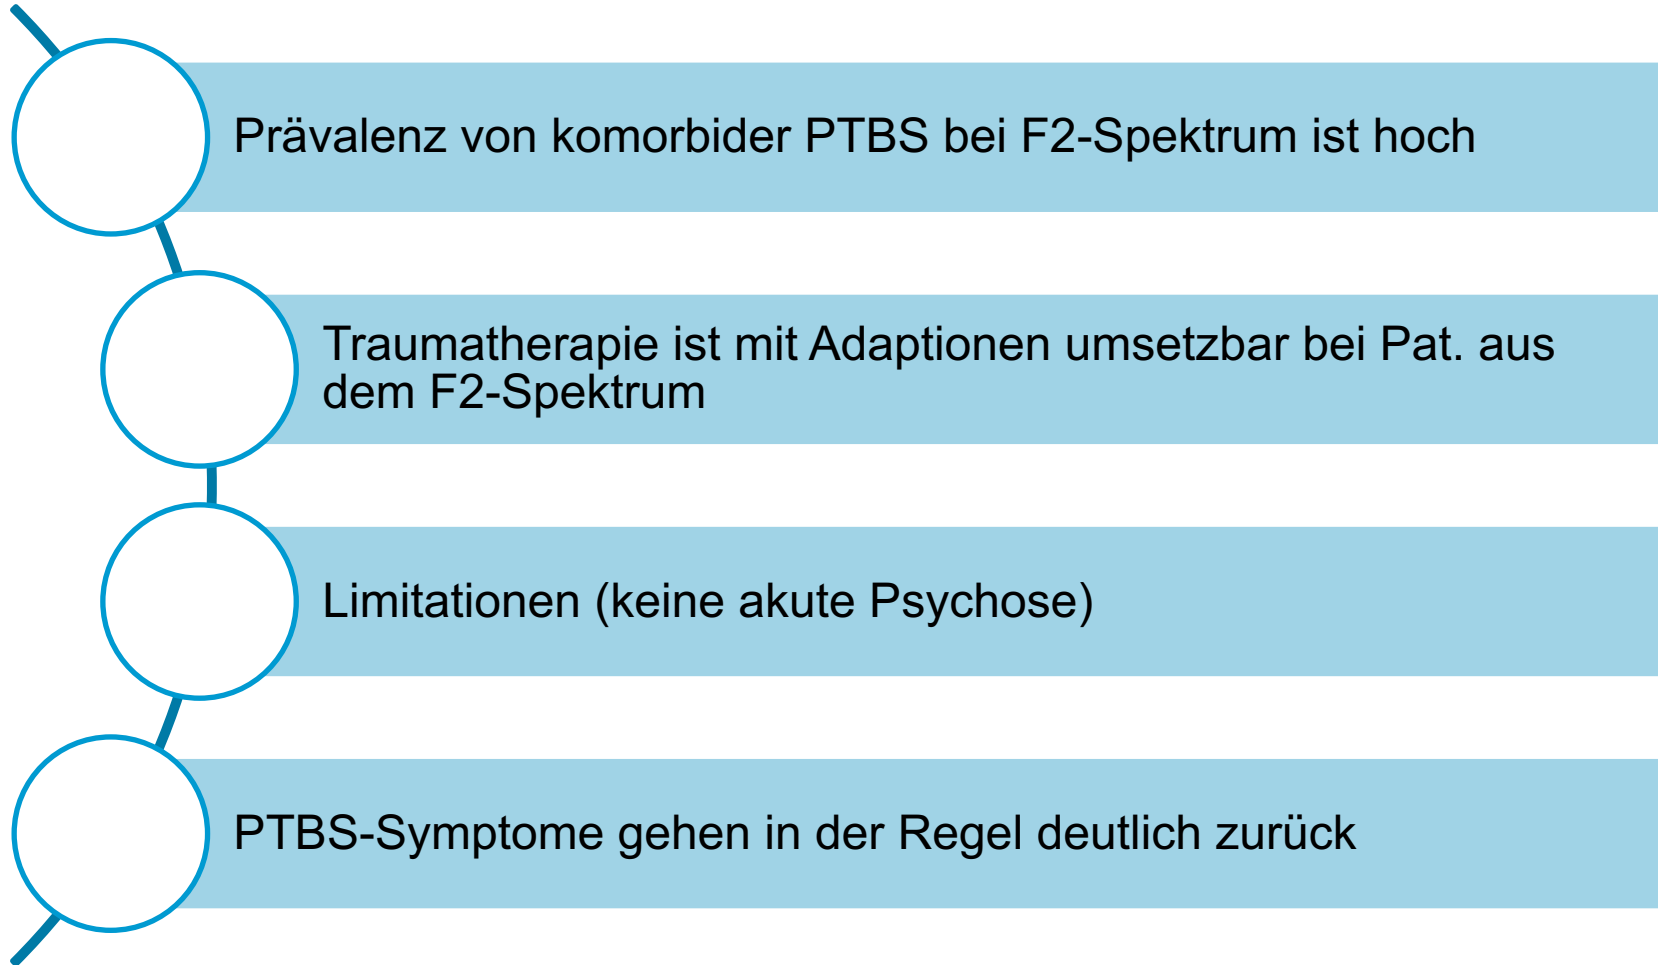 Prävalenz von komorbider PTBS bei F2-Spektrum ist hoch
Traumatherapie ist mit Adaptionen umsetzbar bei Pat. aus
dem F2-Spektrum
Limitationen (keine akute Psychose)
PTBS-Symptome gehen in der Regel deutlich zurück